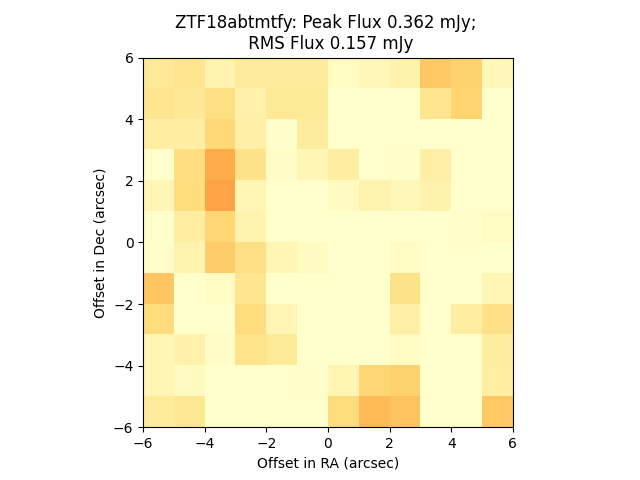 ZTF18abtmtfy: Peak Flux 0.362 mJy;
RMS Flux 0.157 mJy
6
4
2
0
−2
−4
−6
Offset in Dec (arcsec)
−6 −4 −2 0 2 4 6
Offset in RA (arcsec)